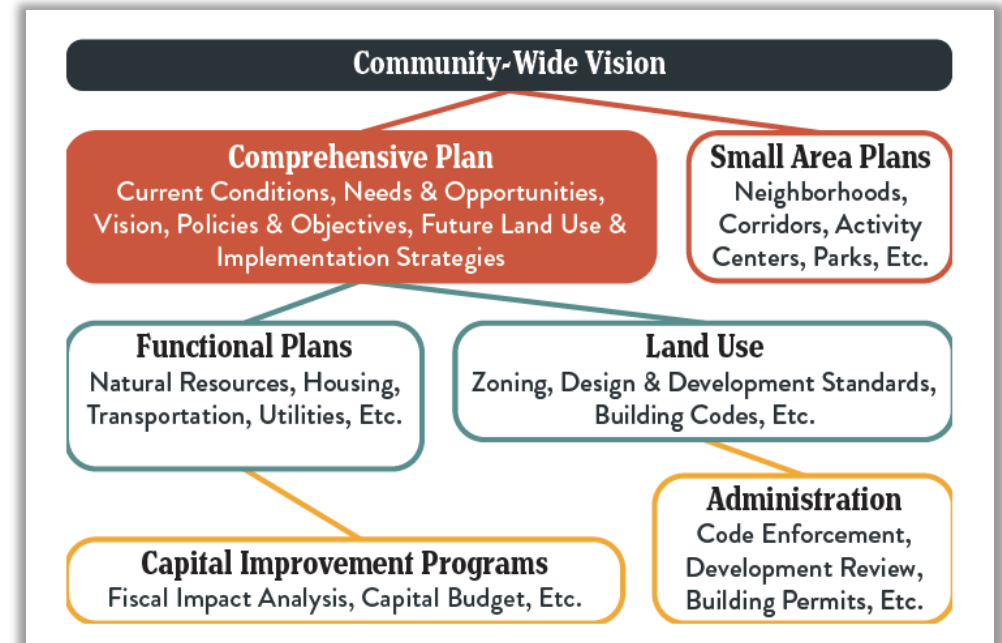 Community-Wide Vision
Comprehensive Plan
Current Conditions, Needs & Opportunities,
Vision, Policies & Objectives, Future Land Use &
Implementation Strategies
Small Area Plans
Neighborhoods,
Corridors, Activity
Centers, Parks, Etc.
Functional Plans
Natural Resources, Housing,
Transportation, Utilities, Etc.
Land Use
Zoning, Design & Development Standards,
Building Codes, Etc.
Capital Improvement Programs
Fiscal Impact Analysis, Capital Budget, Etc.
Administration
Code Enforcement,
Development Review,
Building Permits, Etc.